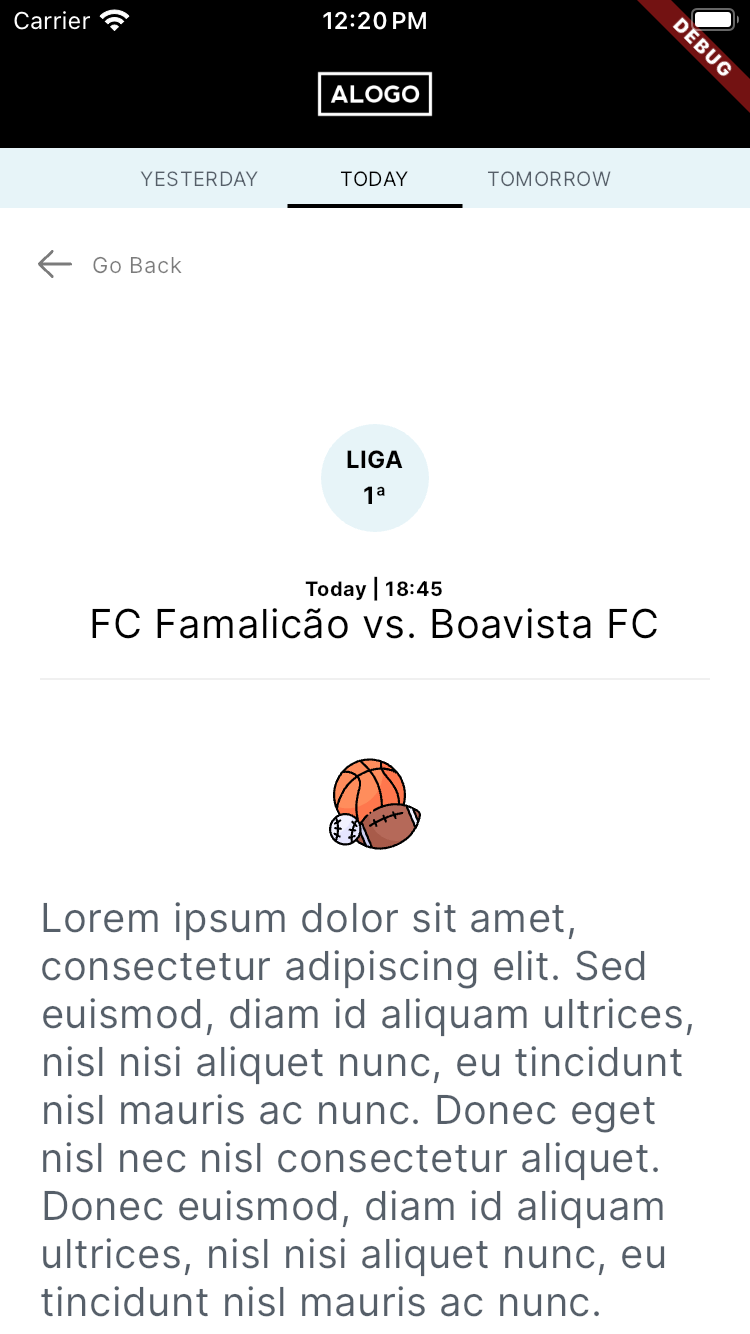 Carrier 12:20 PM
DEBUG
ALOGO
YESTERDAY TODAY TOMORROW
Go Back
LIGA
1ª
Today | 18:45
FC Famalicão vs. Boavista FC
Lorem ipsum dolor sit amet,
consectetur adipiscing elit. Sed
euismod, diam id aliquam ultrices,
nisl nisi aliquet nunc, eu tincidunt
nisl mauris ac nunc. Donec eget
nisl nec nisl consectetur aliquet.
Donec euismod, diam id aliquam
ultrices, nisl nisi aliquet nunc, eu
tincidunt nisl mauris ac nunc.